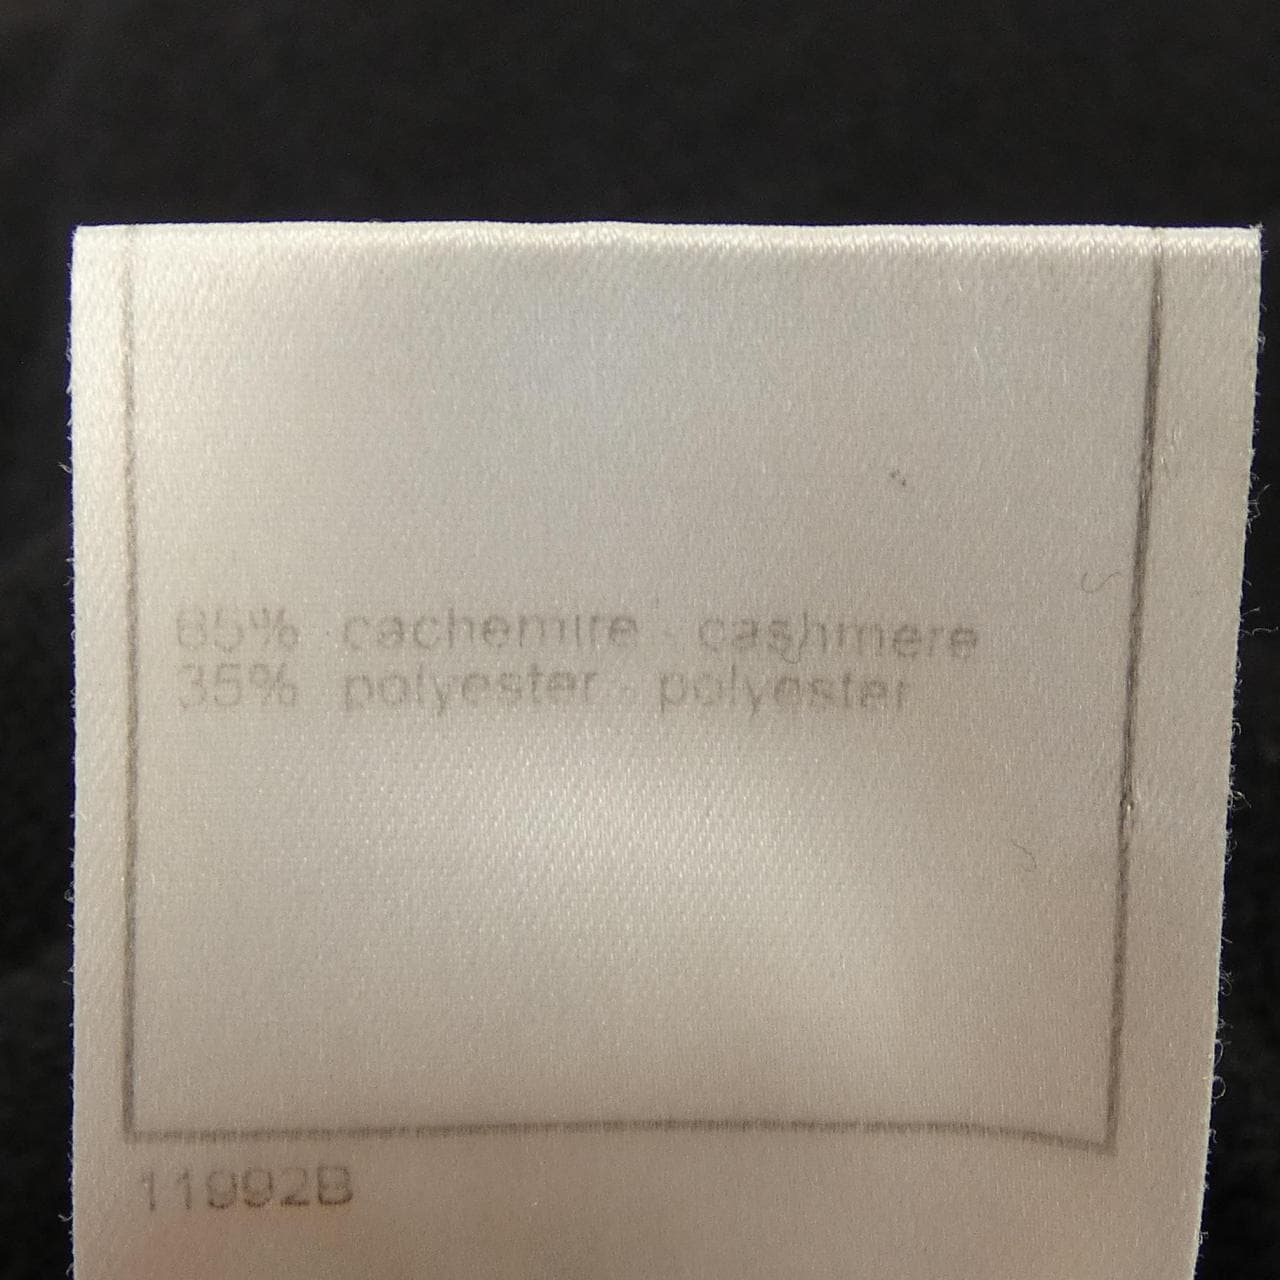 65% cachemire - cashmere
35% polyester - polyester
11992B